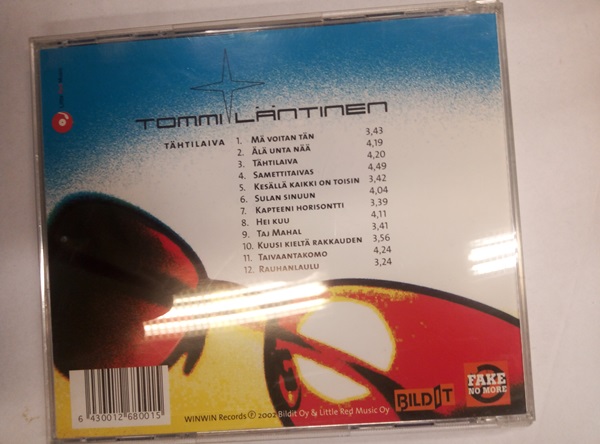 TOMMI LÄNTINEN
TÄHTILAIVA
1. MÄ VOITAN TÄN 3,43
2. ÄLÄ UNTA NÄÄ 4,19
3. TÄHTILAIVA 4,20
4. SAMETTITAIVAS 4,49
5. KESÄLLÄ KAIKKI ON TOISIN 3,42
6. SULAN SINUUN 4,04
7. KAPTEENI HORISONTTI 3,39
8. HEI KUU 4,11
9. TAJ MAHAL 3,41
10. KUUSI KIELTÄ RAKKAUDEN 3,56
11. TAIVAANTAKOMO 4,24
12. RAUHANLAULU 3,24
BILDIT
FAKE
NO MORE
6 430012 680015
WINWIN Records ℗ 2002 Bildit Oy & Little Red Music Oy